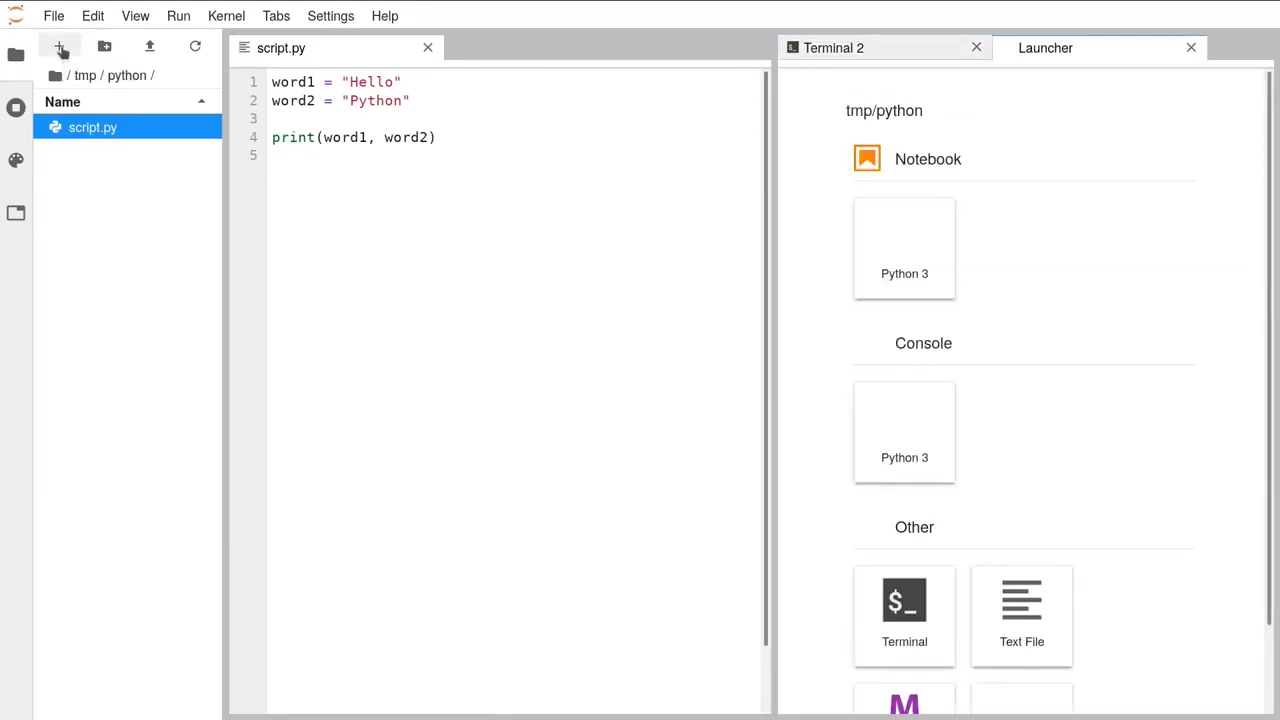 File Edit View Run Kernel Tabs Settings Help
/ tmp / python /
Name
script.py
script.py
1 word1 = "Hello"
2 word2 = "Python"
3
4 print(word1, word2)
5
Terminal 2
Launcher
tmp/python
Notebook
Python 3
Console
Python 3
Other
$_
Terminal
Text File
M